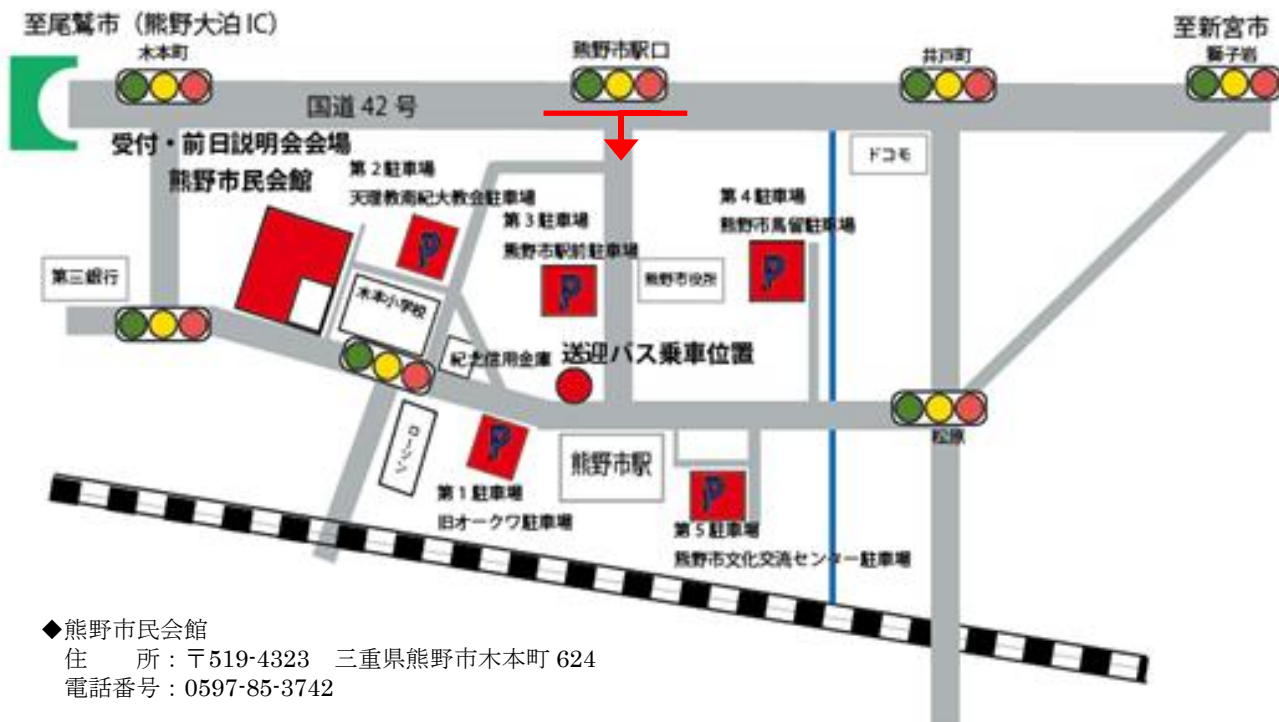 至尾鷲市（熊野大泊IC）
木本町
熊野市駅口
井戸町
至新宮市
獅子岩
国道 42 号
受付・前日説明会会場
熊野市民会館
第２駐車場
天理教南紀大教会駐車場
第３駐車場
熊野市駅前駐車場
第４駐車場
熊野市馬留駐車場
ドコモ
第三銀行
木本小学校
熊野市役所
紀北信用金庫
送迎バス乗車位置
P
P
P
P
P
ローソン
熊野市駅
松原
第１駐車場
旧オークワ駐車場
第５駐車場
熊野市文化交流センター駐車場
◆熊野市民会館
住　　所：〒519-4323　三重県熊野市木本町 624
電話番号：0597-85-3742